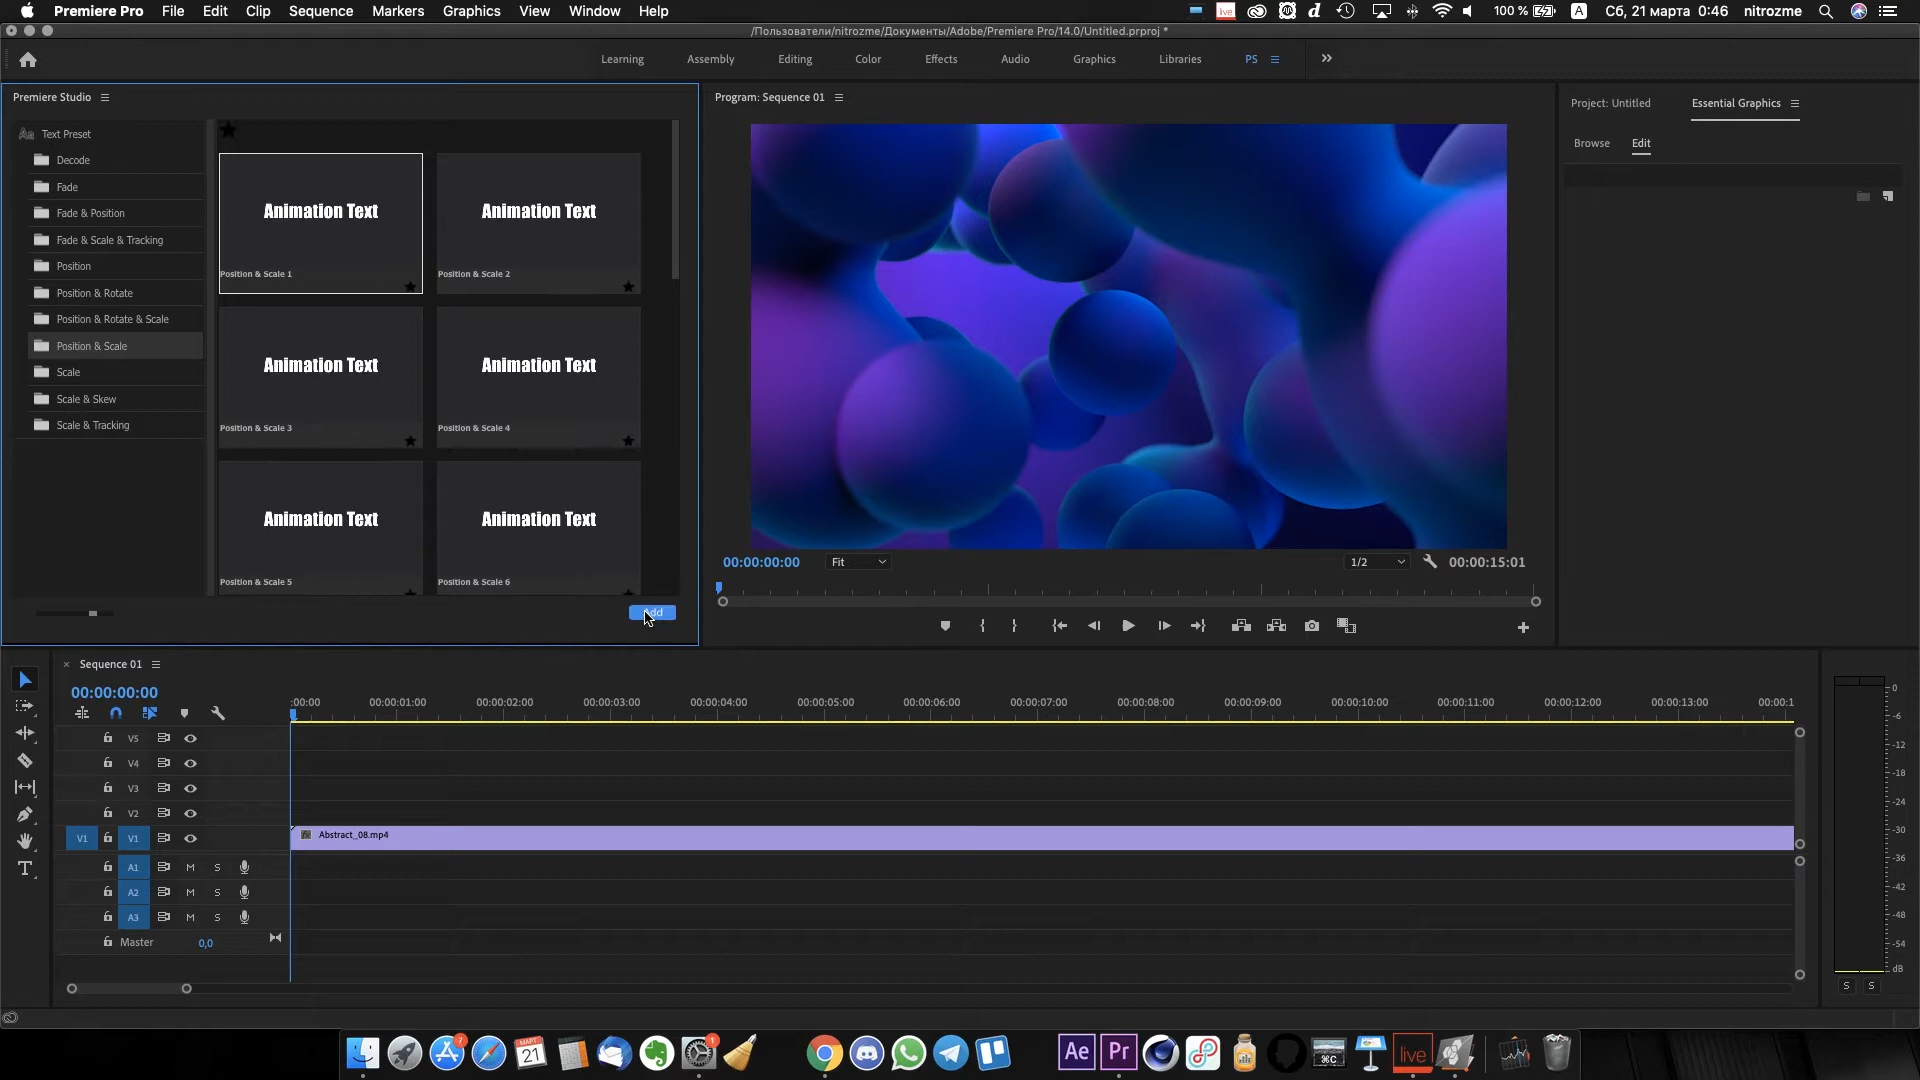 Premiere Pro File Edit Clip Sequence Markers Graphics View Window Help
live d 100 % A Сб, 21 марта 0:46 nitrozme
/Пользователи/nitrozme/Документы/Adobe/Premiere Pro/14.0/Untitled.prproj *
Learning Assembly Editing Color Effects Audio Graphics Libraries PS
Premiere Studio
Aa Text Preset
Decode
Fade
Fade & Position
Fade & Scale & Tracking
Position
Position & Rotate
Position & Rotate & Scale
Position & Scale
Scale
Scale & Skew
Scale & Tracking
Animation Text
Position & Scale 1
Animation Text
Position & Scale 2
Animation Text
Position & Scale 3
Animation Text
Position & Scale 4
Animation Text
Position & Scale 5
Animation Text
Position & Scale 6
Add
Program: Sequence 01
00:00:00:00 Fit 1/2 00:00:15:01
Project: Untitled Essential Graphics
Browse Edit
× Sequence 01
00:00:00:00
:00:00 00:00:01:00 00:00:02:00 00:00:03:00 00:00:04:00 00:00:05:00 00:00:06:00 00:00:07:00 00:00:08:00 00:00:09:00 00:00:10:00 00:00:11:00 00:00:12:00 00:00:13:00 00:00:1
V5
V4
V3
V2
V1 V1 Abstract_08.mp4
A1 M S
A2 M S
A3 M S
Master 0,0
0
-6
-12
-18
-24
-30
-36
-42
-48
-54
dB
S S
7
МАРТ
21
1
Ae Pr
⌘C
live